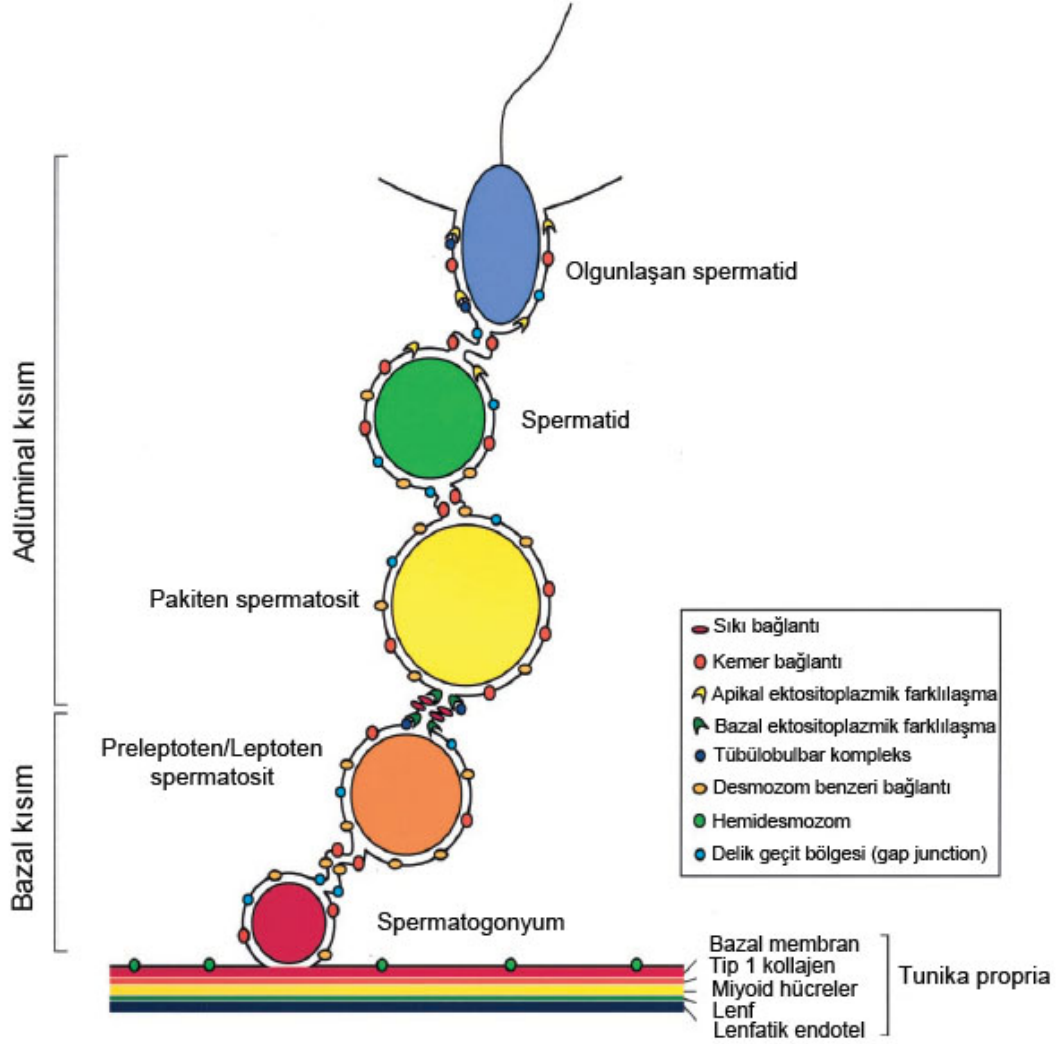 Adlüminal kısım
Bazal kısım
Olgunlaşan spermatid
Spermatid
Pakiten spermatosit
Preleptoten/Leptoten
spermatosit
Spermatogonyum
Sıkı bağlantı
Kemer bağlantı
Apikal ektositoplazmik farklılaşma
Bazal ektositoplazmik farklılaşma
Tübülobulbar kompleks
Desmozom benzeri bağlantı
Hemidesmozom
Delik geçit bölgesi (gap junction)
Bazal membran
Tip 1 kollajen
Miyoid hücreler
Lenf
Lenfatik endotel
Tunika propria